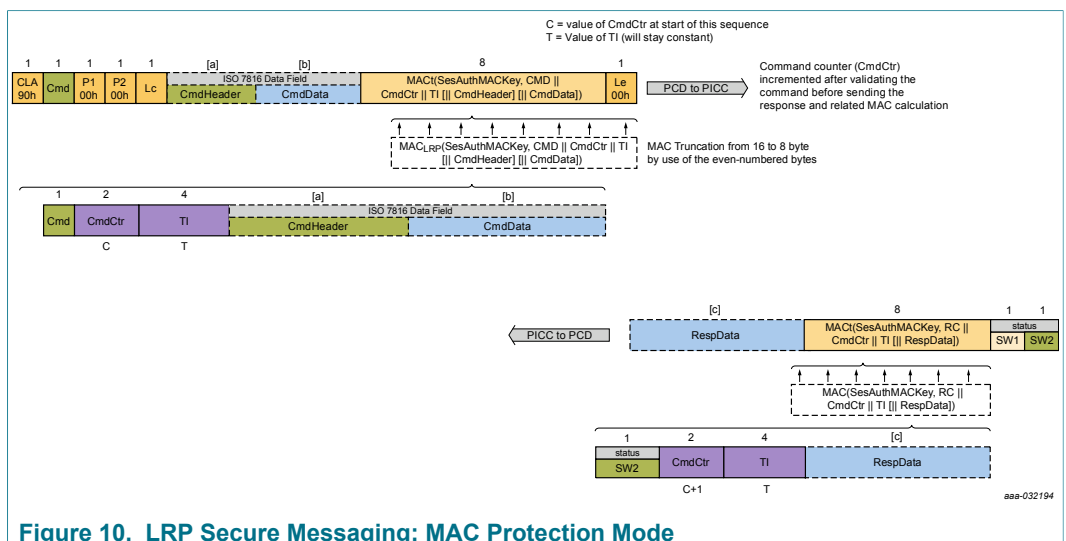 C = value of CmdCtr at start of this sequence
T = Value of TI (will stay constant)
1 1 1 1 1 [a] [b] 8 1
CLA
90h
Cmd
P1
00h
P2
00h
Lc
ISO 7816 Data Field
CmdHeader
CmdData
MACt(SesAuthMACKey, CMD ||
CmdCtr || TI [|| CmdHeader] [|| CmdData])
Le
00h
PCD to PICC
Command counter (CmdCtr)
incremented after validating the
command before sending the
response and related MAC calculation
MACLRP(SesAuthMACKey, CMD || CmdCtr || TI
[|| CmdHeader] [|| CmdData])
MAC Truncation from 16 to 8 byte
by use of the even-numbered bytes
1 2 4 [a] [b]
Cmd
CmdCtr
TI
ISO 7816 Data Field
CmdHeader
CmdData
C T
[c] 8 1 1
PICC to PCD
RespData
MACt(SesAuthMACKey, RC ||
CmdCtr || TI [|| RespData])
status
SW1
SW2
MAC(SesAuthMACKey, RC ||
CmdCtr || TI [|| RespData])
1 2 4 [c]
status
SW2
CmdCtr
TI
RespData
C+1 T
aaa-032194
Figure 10. LRP Secure Messaging: MAC Protection Mode